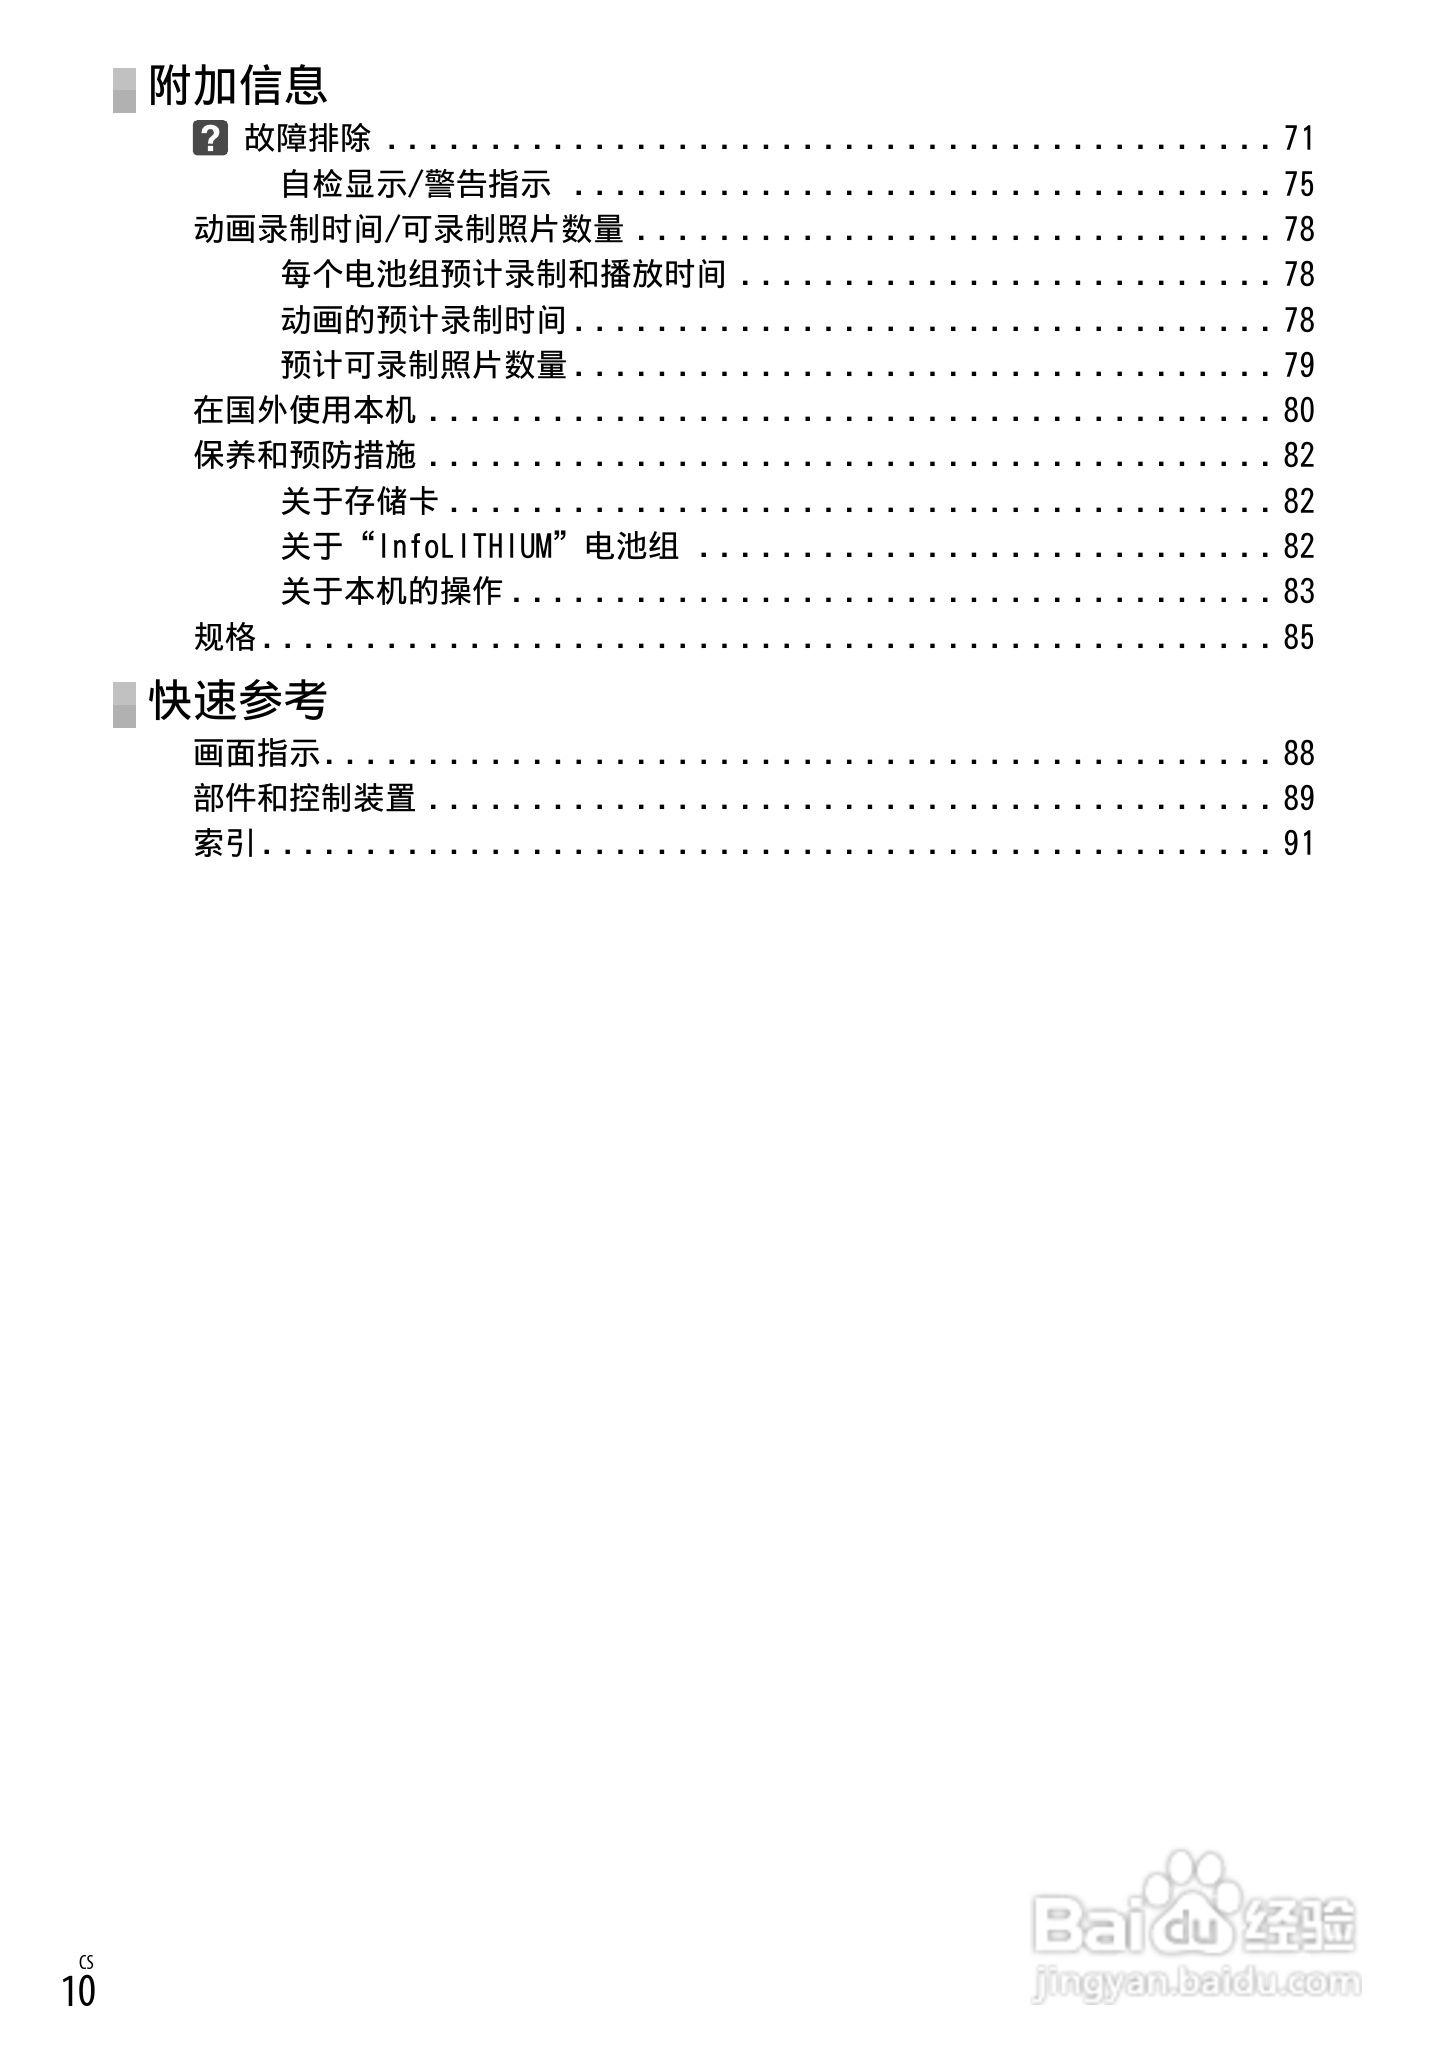 附加信息
? 故障排除 . . . . . . . . . . . . . . . . . . . . . . . . . . . . . . . . . . . . . . . . . . . 71
自检显示/警告指示 . . . . . . . . . . . . . . . . . . . . . . . . . . . . . . . . . . 75
动画录制时间/可录制照片数量 . . . . . . . . . . . . . . . . . . . . . . . . . . . . . . . 78
每个电池组预计录制和播放时间 . . . . . . . . . . . . . . . . . . . . . . . . . . 78
动画的预计录制时间 . . . . . . . . . . . . . . . . . . . . . . . . . . . . . . . . . . 78
预计可录制照片数量 . . . . . . . . . . . . . . . . . . . . . . . . . . . . . . . . . . 79
在国外使用本机 . . . . . . . . . . . . . . . . . . . . . . . . . . . . . . . . . . . . . . . . . 80
保养和预防措施 . . . . . . . . . . . . . . . . . . . . . . . . . . . . . . . . . . . . . . . . . 82
关于存储卡 . . . . . . . . . . . . . . . . . . . . . . . . . . . . . . . . . . . . . . . . 82
关于“InfoLITHIUM”电池组 . . . . . . . . . . . . . . . . . . . . . . . . . . . . 82
关于本机的操作 . . . . . . . . . . . . . . . . . . . . . . . . . . . . . . . . . . . . . 83
规格 . . . . . . . . . . . . . . . . . . . . . . . . . . . . . . . . . . . . . . . . . . . . . . . . . 85
快速参考
画面指示 . . . . . . . . . . . . . . . . . . . . . . . . . . . . . . . . . . . . . . . . . . . . . . 88
部件和控制装置 . . . . . . . . . . . . . . . . . . . . . . . . . . . . . . . . . . . . . . . . . 89
索引 . . . . . . . . . . . . . . . . . . . . . . . . . . . . . . . . . . . . . . . . . . . . . . . . . 91
Baidu经验
jingyan.baidu.com
CS
10